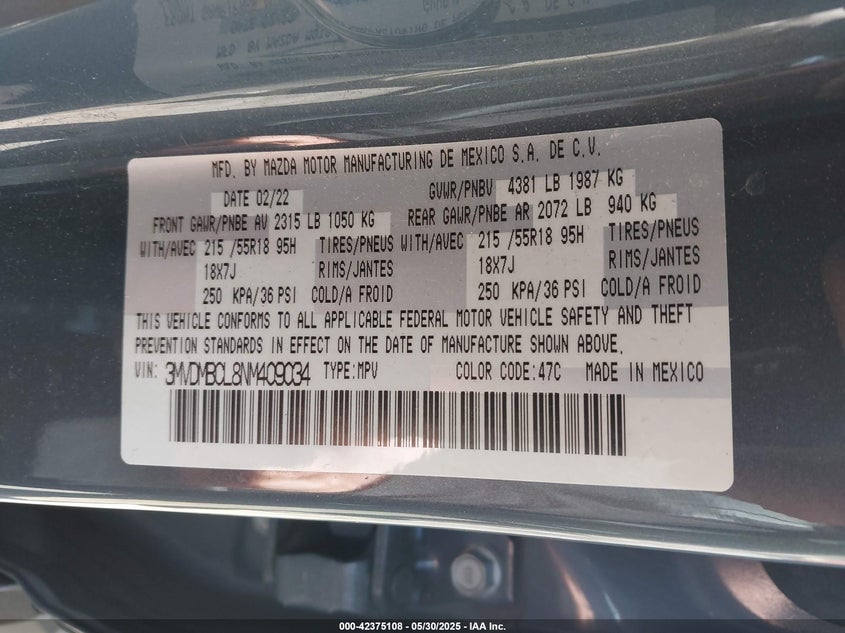 MFD. BY MAZDA MOTOR MANUFACTURING DE MEXICO S.A. DE C.V.
DATE 02/22 GVWR/PNBV 4381 LB 1987 KG
FRONT GAWR/PNBE AV 2315 LB 1050 KG REAR GAWR/PNBE AR 2072 LB 940 KG
WITH/AVEC 215 /55R18 95H TIRES/PNEUS WITH/AVEC 215 /55R18 95H TIRES/PNEUS
18X7J RIMS/JANTES 18X7J RIMS/JANTES
250 KPA/36 PSI COLD/A FROID 250 KPA/36 PSI COLD/A FROID
THIS VEHICLE CONFORMS TO ALL APPLICABLE FEDERAL MOTOR VEHICLE SAFETY AND THEFT
PREVENTION STANDARDS IN EFFECT ON THE DATE OF MANUFACTURE SHOWN ABOVE.
VIN: 3MVDMBCL8NM409034 TYPE:MPV COLOR CODE:47C MADE IN MEXICO
000-42375108 - 05/30/2025 - IAA Inc.